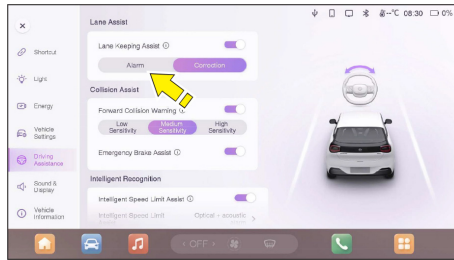 Lane Assist
--°C 08:30 0%
Shortcut
Lane Keeping Assist
Alarm
Correction
Light
Collision Assist
Energy
Forward Collision Warning
Low Sensitivity
Medium Sensitivity
High Sensitivity
Vehicle Settings
Emergency Brake Assist
Driving Assistance
Intelligent Recognition
Sound & Display
Intelligent Speed Limit Assist
Vehicle Information
Intelligent Speed Limit
Optical - acoustic
< OFF >